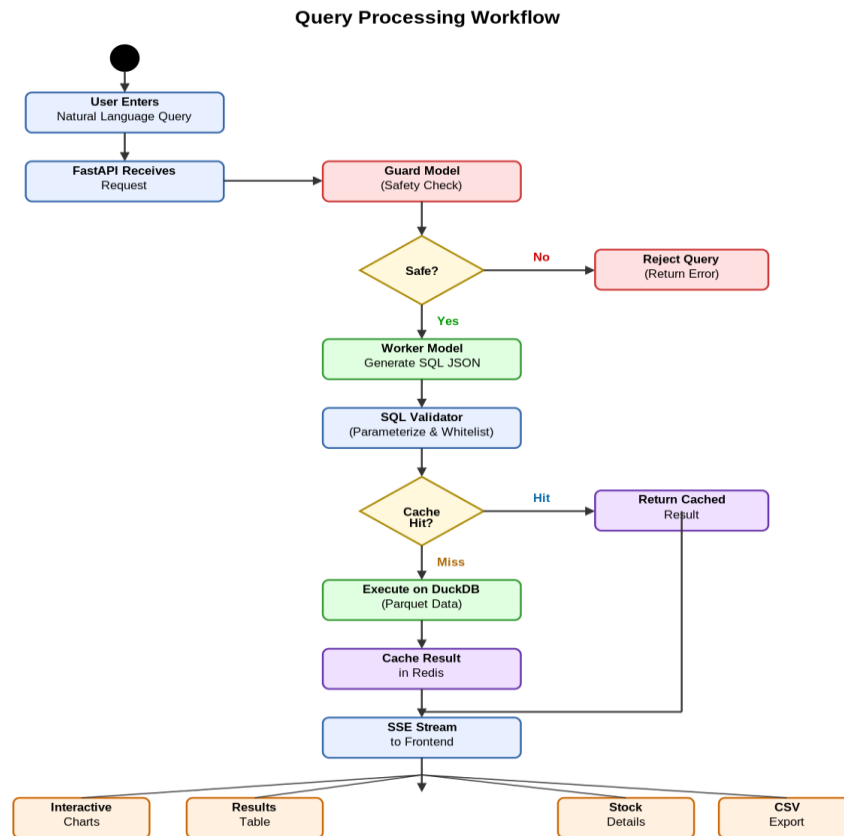 Query Processing Workflow
User Enters
Natural Language Query
FastAPI Receives
Request
Guard Model
(Safety Check)
Safe?
No
Reject Query
(Return Error)
Yes
Worker Model
Generate SQL JSON
SQL Validator
(Parameterize & Whitelist)
Cache
Hit?
Hit
Return Cached
Result
Miss
Execute on DuckDB
(Parquet Data)
Cache Result
in Redis
SSE Stream
to Frontend
Interactive
Charts
Results
Table
Stock
Details
CSV
Export